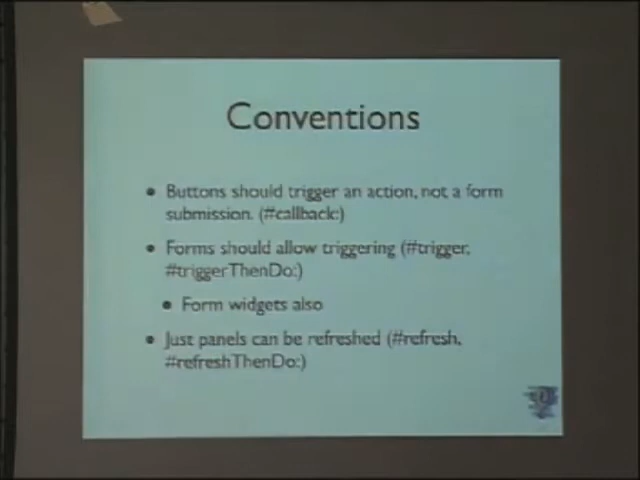 Conventions
• Buttons should trigger an action, not a form
submission. (#callback:)
• Forms should allow triggering (#trigger,
#triggerThenDo:)
• Form widgets also
• Just panels can be refreshed (#refresh,
#refreshThenDo:)